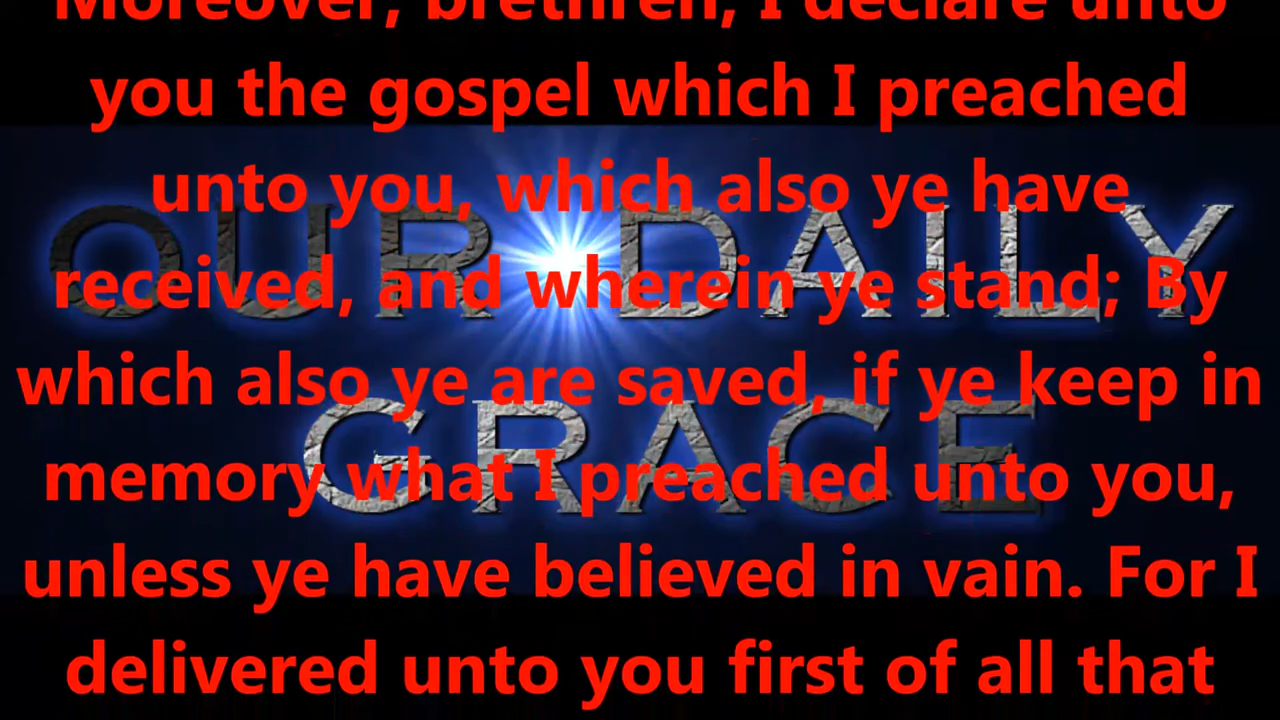 Moreover, brethren, I declare unto
you the gospel which I preached
unto you, which also ye have
received, and wherein ye stand; By
which also ye are saved, if ye keep in
memory what I preached unto you,
unless ye have believed in vain. For I
delivered unto you first of all that
OUR DAILY
GRACE